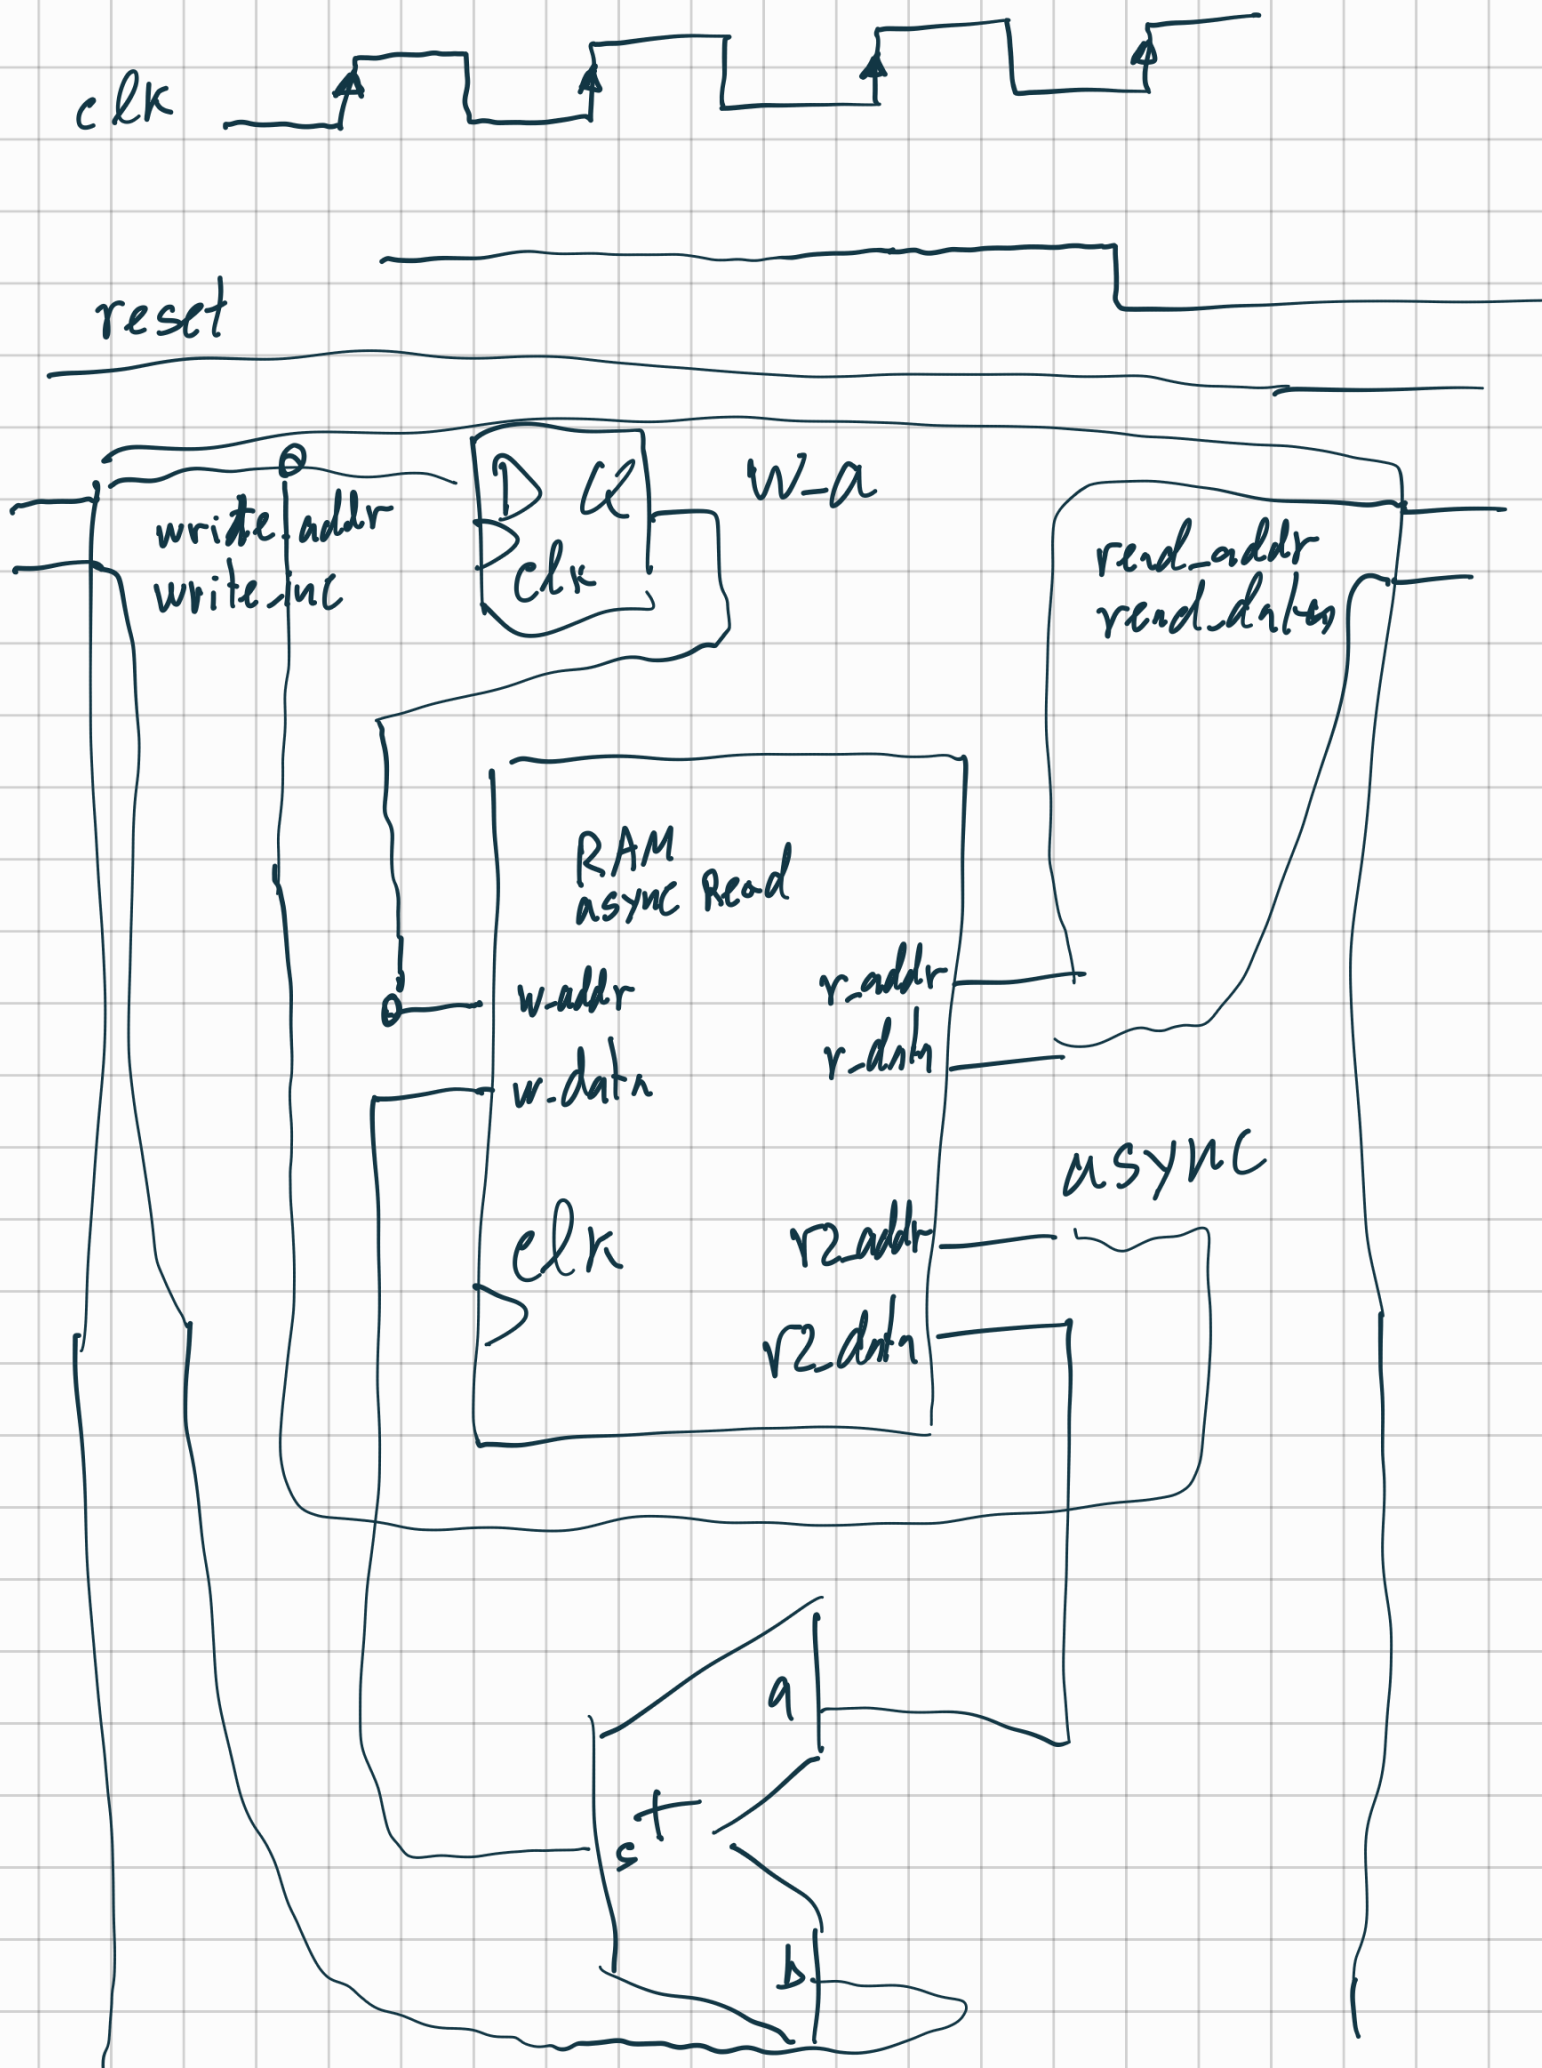 clk
reset
D Q
clk
W_a
write_addr
write_inc
read_addr
read_data
RAM
async Read
w_addr
w_data
r_addr
r_data
async
clk
r2_addr
r2_data
a
+
s
b